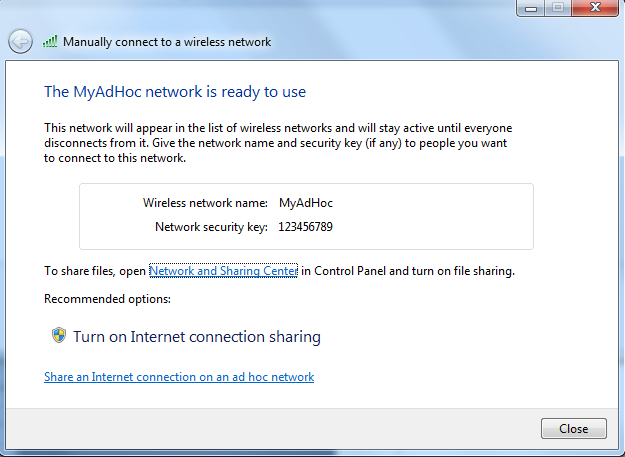 Manually connect to a wireless network
The MyAdHoc network is ready to use
This network will appear in the list of wireless networks and will stay active until everyone
disconnects from it. Give the network name and security key (if any) to people you want
to connect to this network.
Wireless network name: MyAdHoc
Network security key: 123456789
To share files, open Network and Sharing Center in Control Panel and turn on file sharing.
Recommended options:
Turn on Internet connection sharing
Share an Internet connection on an ad hoc network
Close